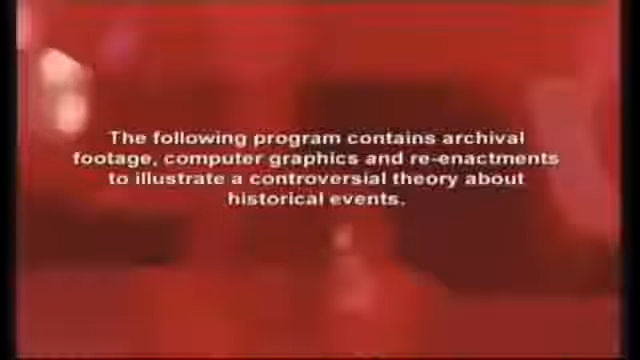 The following program contains archival
footage, computer graphics and re-enactments
to illustrate a controversial theory about
historical events.